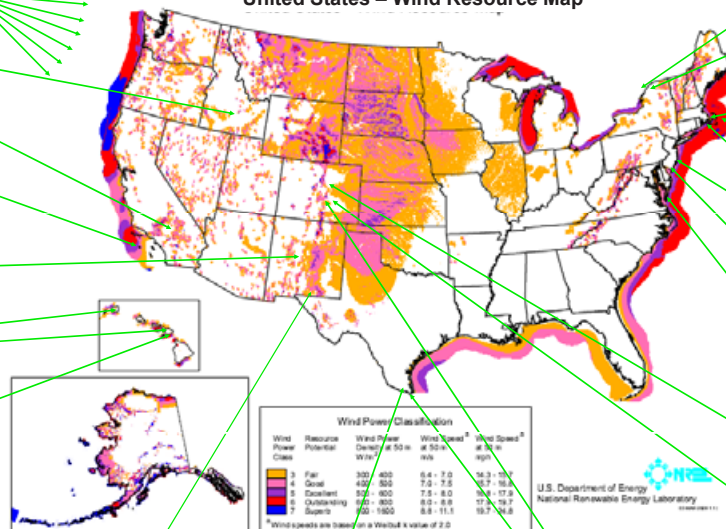 United States – Wind Resource Map
Wind Power Classification
Wind Power Class
Resource Potential
Wind Power Density at 50 m W/m²
Wind Speed ᵃ at 50 m m/s
Wind Speed ᵃ at 50 m mph
3 Fair 300 - 400 6.4 - 7.0 14.3 - 15.7
4 Good 400 - 500 7.0 - 7.5 15.7 - 16.8
5 Excellent 500 - 600 7.5 - 8.0 16.8 - 17.9
6 Outstanding 600 - 800 8.0 - 8.8 17.9 - 19.7
7 Superb 800 - 1600 8.8 - 11.1 19.7 - 24.8
ᵃ Wind speeds are based on a Weibull k value of 2.0
NREL
U.S. Department of Energy
National Renewable Energy Laboratory